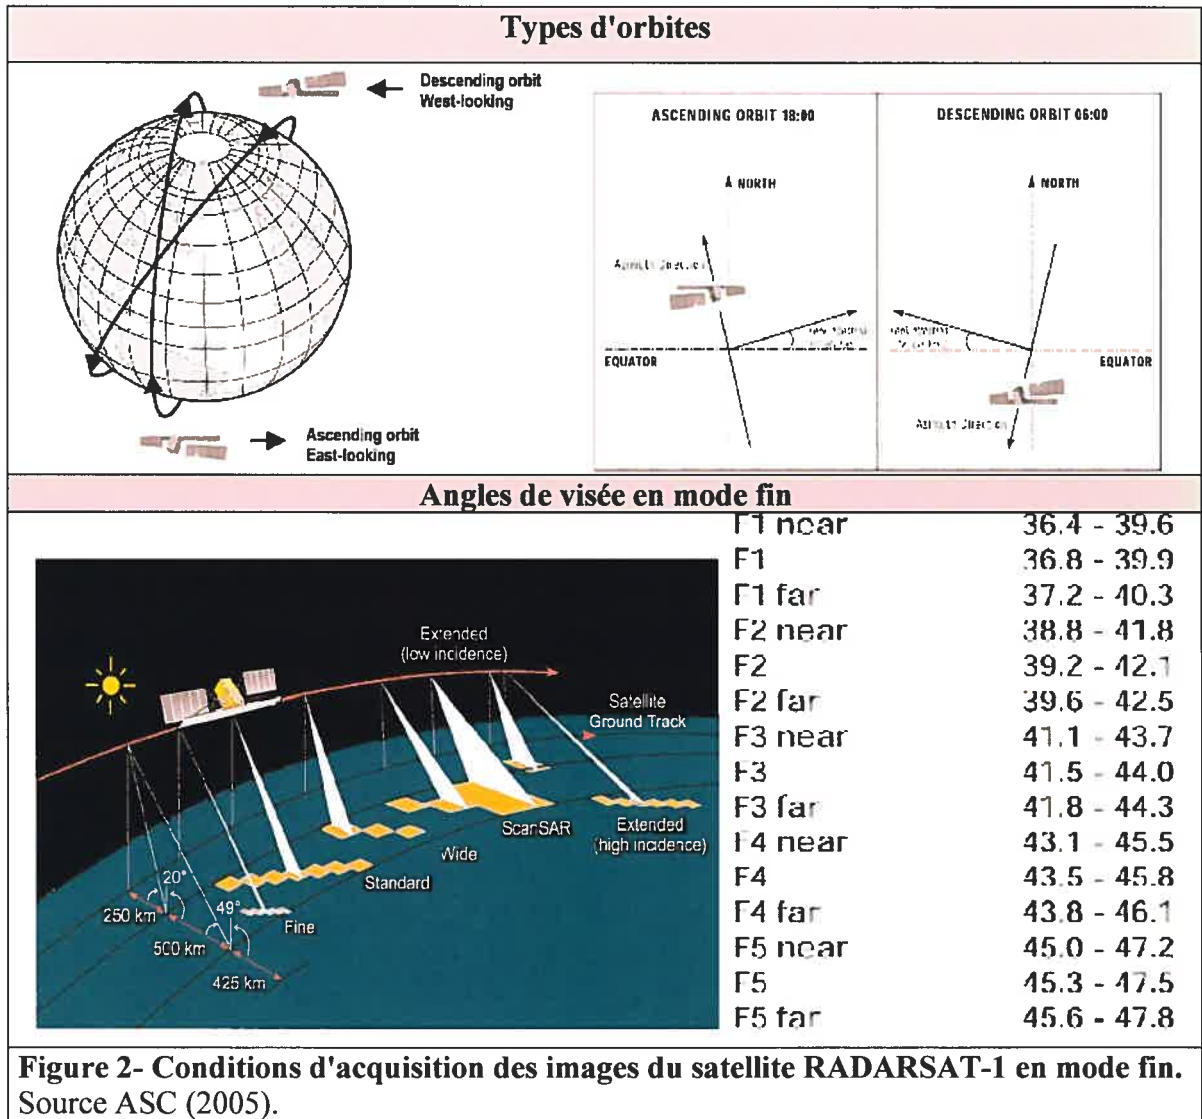 Types d'orbites
Descending orbit
West-looking
Ascending orbit
East-looking
ASCENDING ORBIT 18:00
NORTH
Azimuth Direction
EQUATOR
DESCENDING ORBIT 06:00
NORTH
EQUATOR
Azimuth Direction
Angles de visée en mode fin
Extended
(low incidence)
Satellite
Ground Track
ScanSAR
Extended
(high incidence)
Wide
Standard
Fine
20°
49°
250 km
500 km
425 km
F1 near 36.4 - 39.6
F1 36.8 - 39.9
F1 far 37.2 - 40.3
F2 near 38.8 - 41.8
F2 39.2 - 42.1
F2 far 39.6 - 42.5
F3 near 41.1 - 43.7
F3 41.5 - 44.0
F3 far 41.8 - 44.3
F4 near 43.1 - 45.5
F4 43.5 - 45.8
F4 far 43.8 - 46.1
F5 near 45.0 - 47.2
F5 45.3 - 47.5
F5 far 45.6 - 47.8
Figure 2- Conditions d'acquisition des images du satellite RADARSAT-1 en mode fin.
Source ASC (2005).